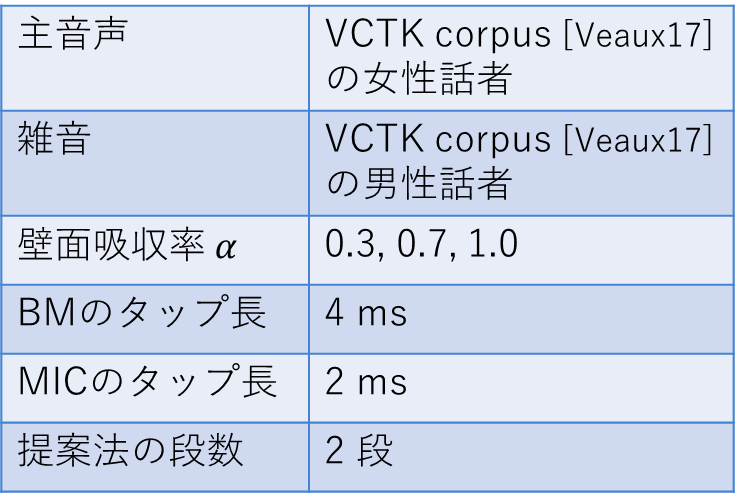 主音声
VCTK corpus [Veaux17]
の女性話者
雑音
VCTK corpus [Veaux17]
の男性話者
壁面吸収率 α
0.3, 0.7, 1.0
BMのタップ長
4 ms
MICのタップ長
2 ms
提案法の段数
2 段